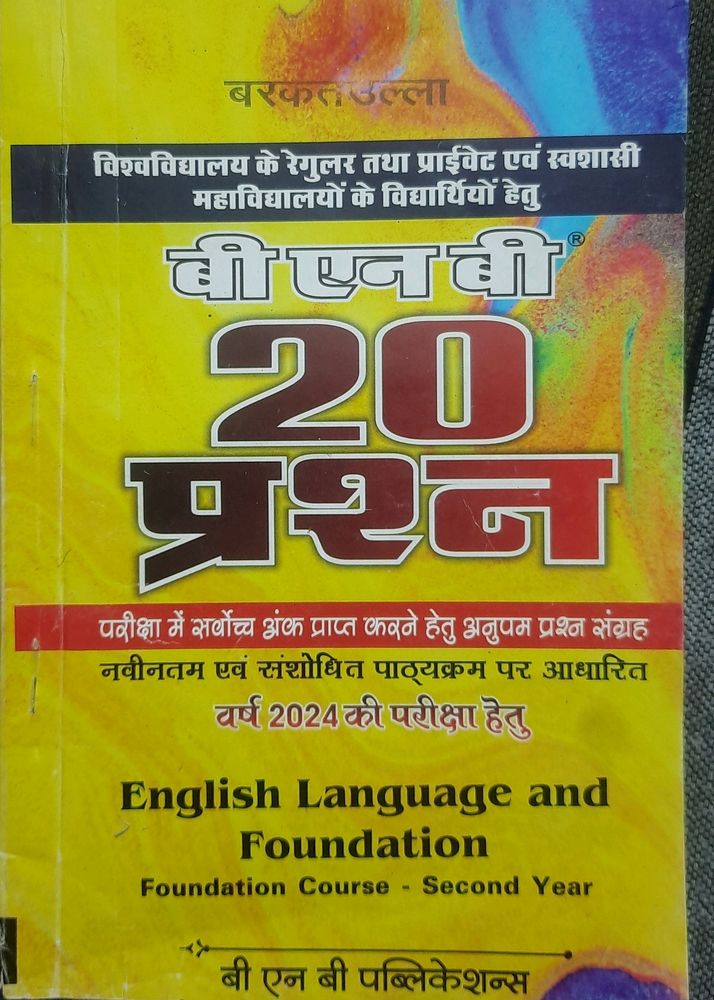 बरकतउल्ला
विश्वविद्यालय के रेगुलर तथा प्राईवेट एवं स्वशासी
महाविद्यालयों के विद्यार्थियों हेतु
बी एन बी®
20
प्रश्न
परीक्षा में सर्वोच्च अंक प्राप्त करने हेतु अनुपम प्रश्न संग्रह
नवीनतम एवं संशोधित पाठ्यक्रम पर आधारित
वर्ष 2024 की परीक्षा हेतु
English Language and
Foundation
Foundation Course - Second Year
बी एन बी पब्लिकेशन्स